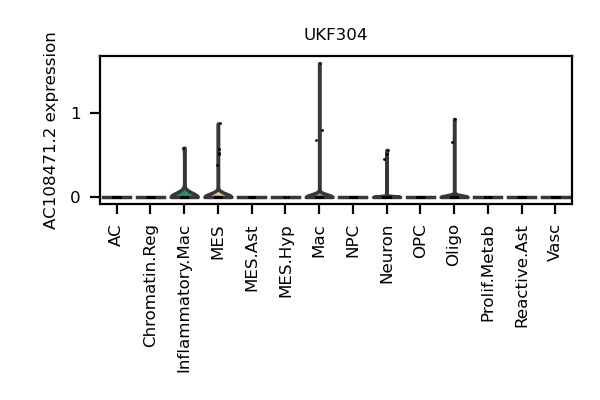 UKF304
AC108471.2 expression
1
0
AC
Chromatin.Reg
Inflammatory.Mac
MES
MES.Ast
MES.Hyp
Mac
NPC
Neuron
OPC
Oligo
Prolif.Metab
Reactive.Ast
Vasc